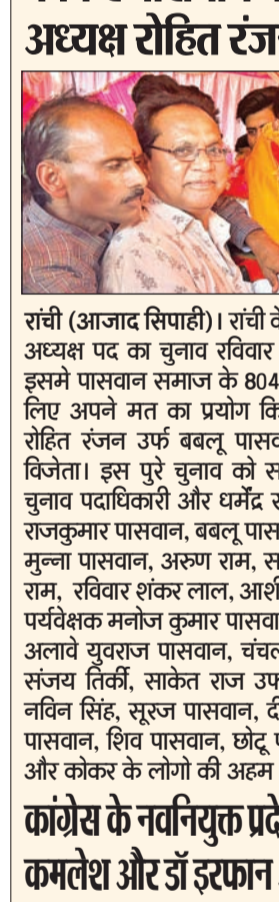 अध्यक्ष रोहित रंज
रांची (आजाद सिपाही)। रांची के
अध्यक्ष पद का चुनाव रविवार
इसमे पासवान समाज के 804
लिए अपने मत का प्रयोग कि
रोहित रंजन उर्फ बबलू पासव
विजेता। इस पुरे चुनाव को स
चुनाव पदाधिकारी और धर्मेंद्र
राजकुमार पासवान, बबलू पास
मुन्ना पासवान, अरुण राम, स
राम, रविवार शंकर लाल, आशी
पर्यवेक्षक मनोज कुमार पासवा
अलावे युवराज पासवान, चंचल
संजय तिर्की, साकेत राज उर्फ
नविन सिंह, सूरज पासवान, दी
पासवान, शिव पासवान, छोटू
और कोकर के लोगो की अहम
कांग्रेस के नवनियुक्त प्रदे
कमलेश और डॉ इरफान